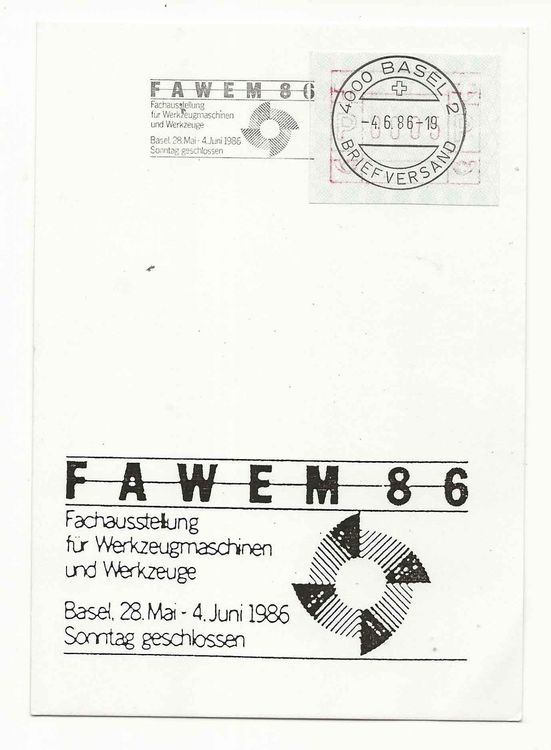 FAWEM 86
Fachausstellung
für Werkzeugmaschinen
und Werkzeuge
Basel, 28. Mai - 4. Juni 1986
Sonntag geschlossen
4000 BASEL 2
-4.6.86-19
BRIEFVERSAND
FAWEM 86
Fachausstellung
für Werkzeugmaschinen
und Werkzeuge
Basel, 28. Mai - 4. Juni 1986
Sonntag geschlossen